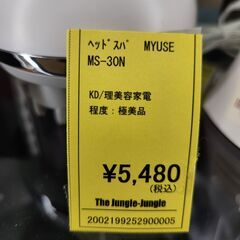 ﾍｯﾄﾞｽﾊﾟ MYUSE
MS-30N
KD/理美容家電
程度：極美品
¥5,480
(税込)
The Jungle-Jungle
2002199252900005